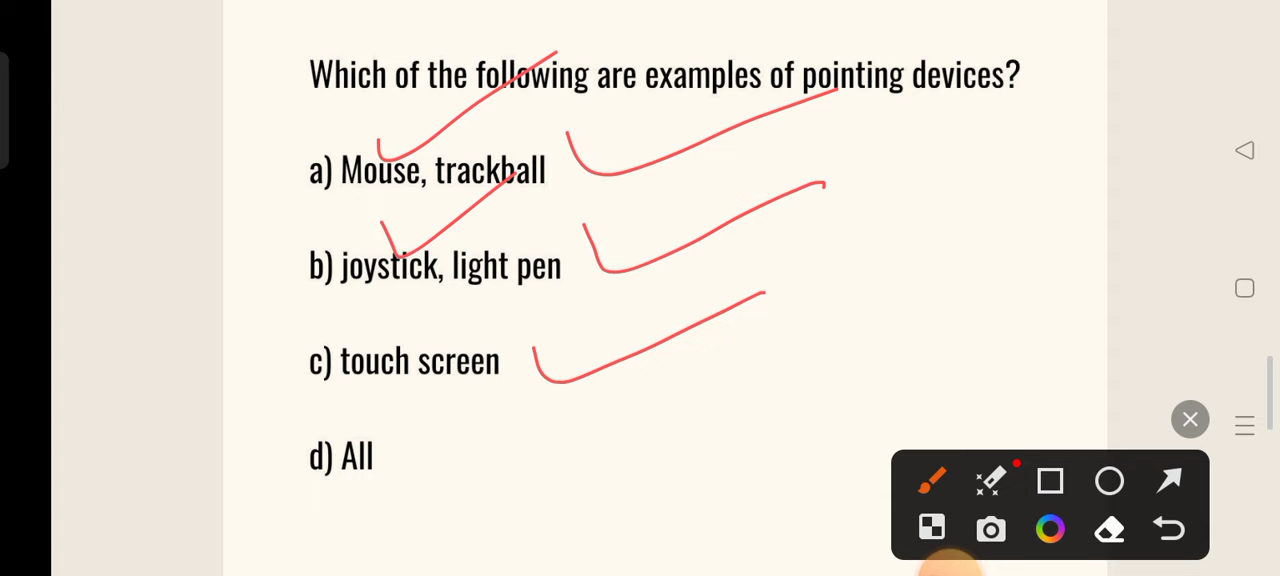 Which of the following are examples of pointing devices?
a) Mouse, trackball
b) joystick, light pen
c) touch screen
d) All